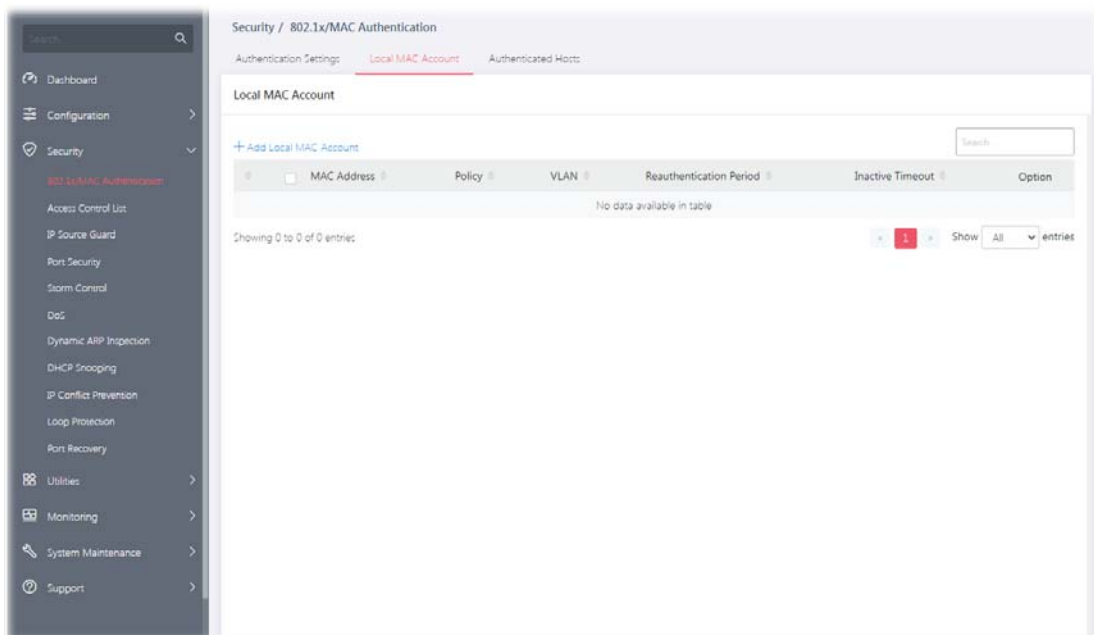 Search
Dashboard
Configuration
Security
802.1x/MAC Authentication
Access Control List
IP Source Guard
Port Security
Storm Control
DoS
Dynamic ARP Inspection
DHCP Snooping
IP Conflict Prevention
Loop Protection
Port Recovery
Utilities
Monitoring
System Maintenance
Support
Security / 802.1x/MAC Authentication
Authentication Settings Local MAC Account Authenticated Hosts
Local MAC Account
+ Add Local MAC Account Search
MAC Address Policy VLAN Reauthentication Period Inactive Timeout Option
No data available in table
Showing 0 to 0 of 0 entries « 1 » Show All entries